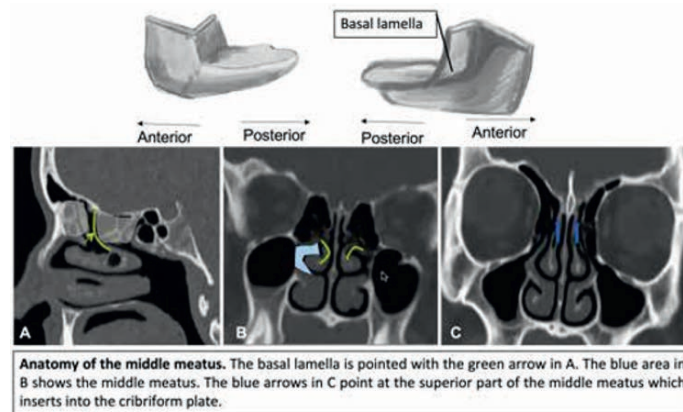 Basal lamella
Anterior Posterior Posterior Anterior
A B C
Anatomy of the middle meatus. The basal lamella is pointed with the green arrow in A. The blue area in
B shows the middle meatus. The blue arrows in C point at the superior part of the middle meatus which
inserts into the cribriform plate.